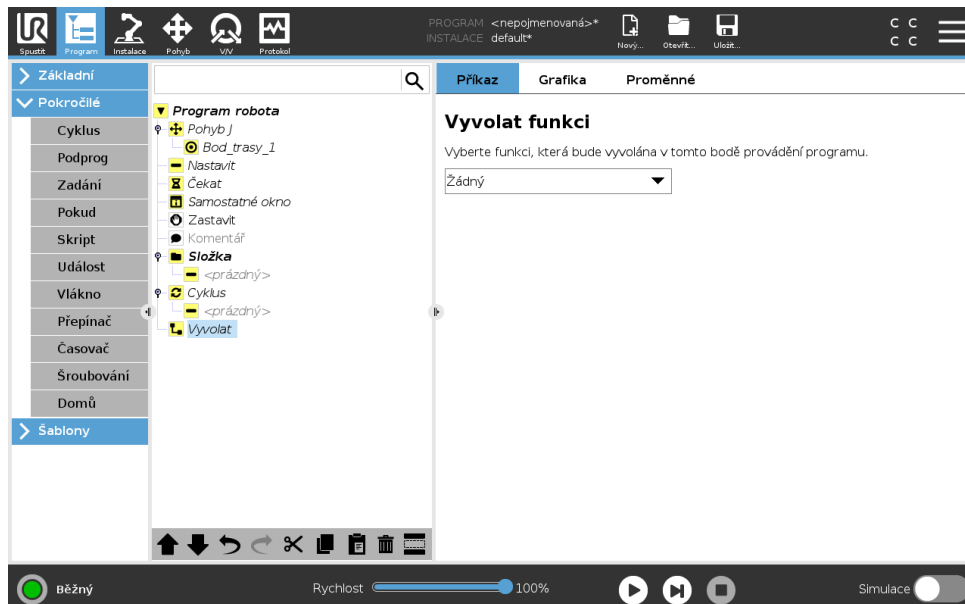 PROGRAM <nepojmenovaná>*
INSTALACE default*
Spustit Program Instalace Pohyb V/V Protokol
Nový... Otevřít... Uložit...
C C
C C
Základní
Pokročilé
Cyklus
Podprog
Zadání
Pokud
Skript
Událost
Vlákno
Přepínač
Časovač
Šroubování
Domů
Šablony
Program robota
Pohyb J
Bod_trasy_1
Nastavit
Čekat
Samostatné okno
Zastavit
Komentář
Složka
<prázdný>
Cyklus
<prázdný>
Vyvolat
Příkaz Grafika Proměnné
Vyvolat funkci
Vyberte funkci, která bude vyvolána v tomto bodě provádění programu.
Žádný
Běžný
Rychlost 100%
Simulace